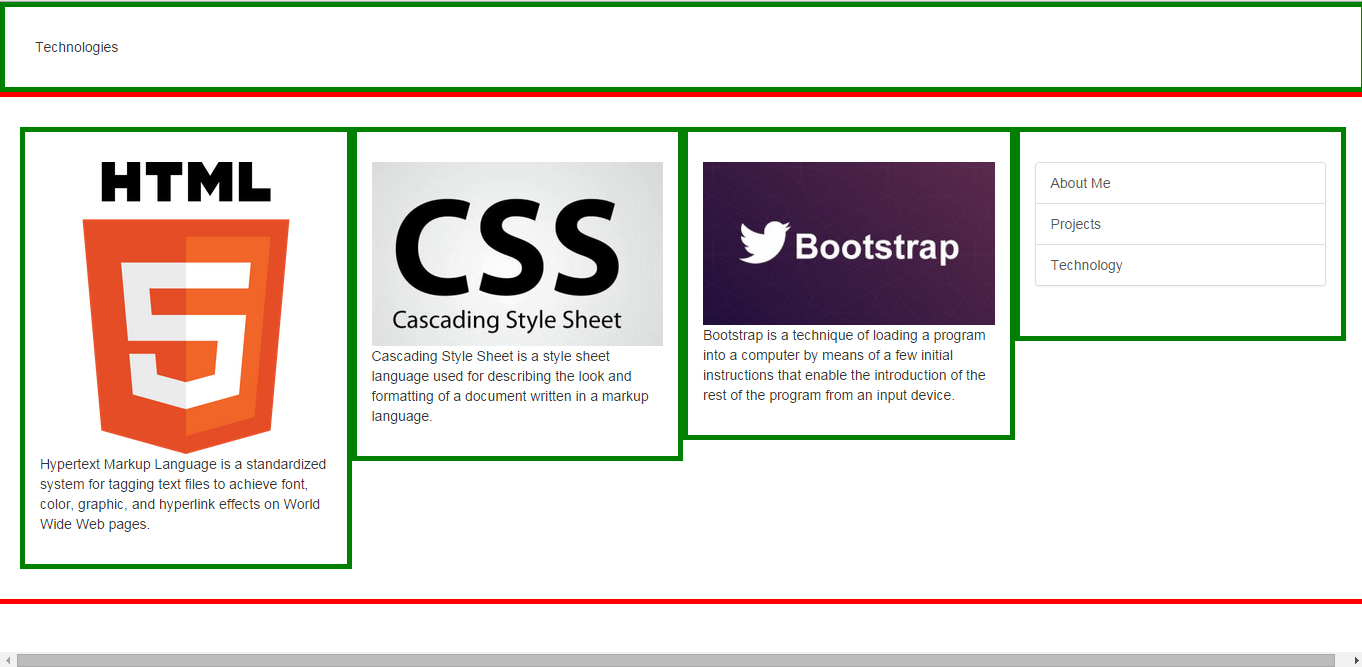 Technologies
HTML
5
Hypertext Markup Language is a standardized
system for tagging text files to achieve font,
color, graphic, and hyperlink effects on World
Wide Web pages.
CSS
Cascading Style Sheet
Cascading Style Sheet is a style sheet
language used for describing the look and
formatting of a document written in a markup
language.
Bootstrap
Bootstrap is a technique of loading a program
into a computer by means of a few initial
instructions that enable the introduction of the
rest of the program from an input device.
About Me
Projects
Technology